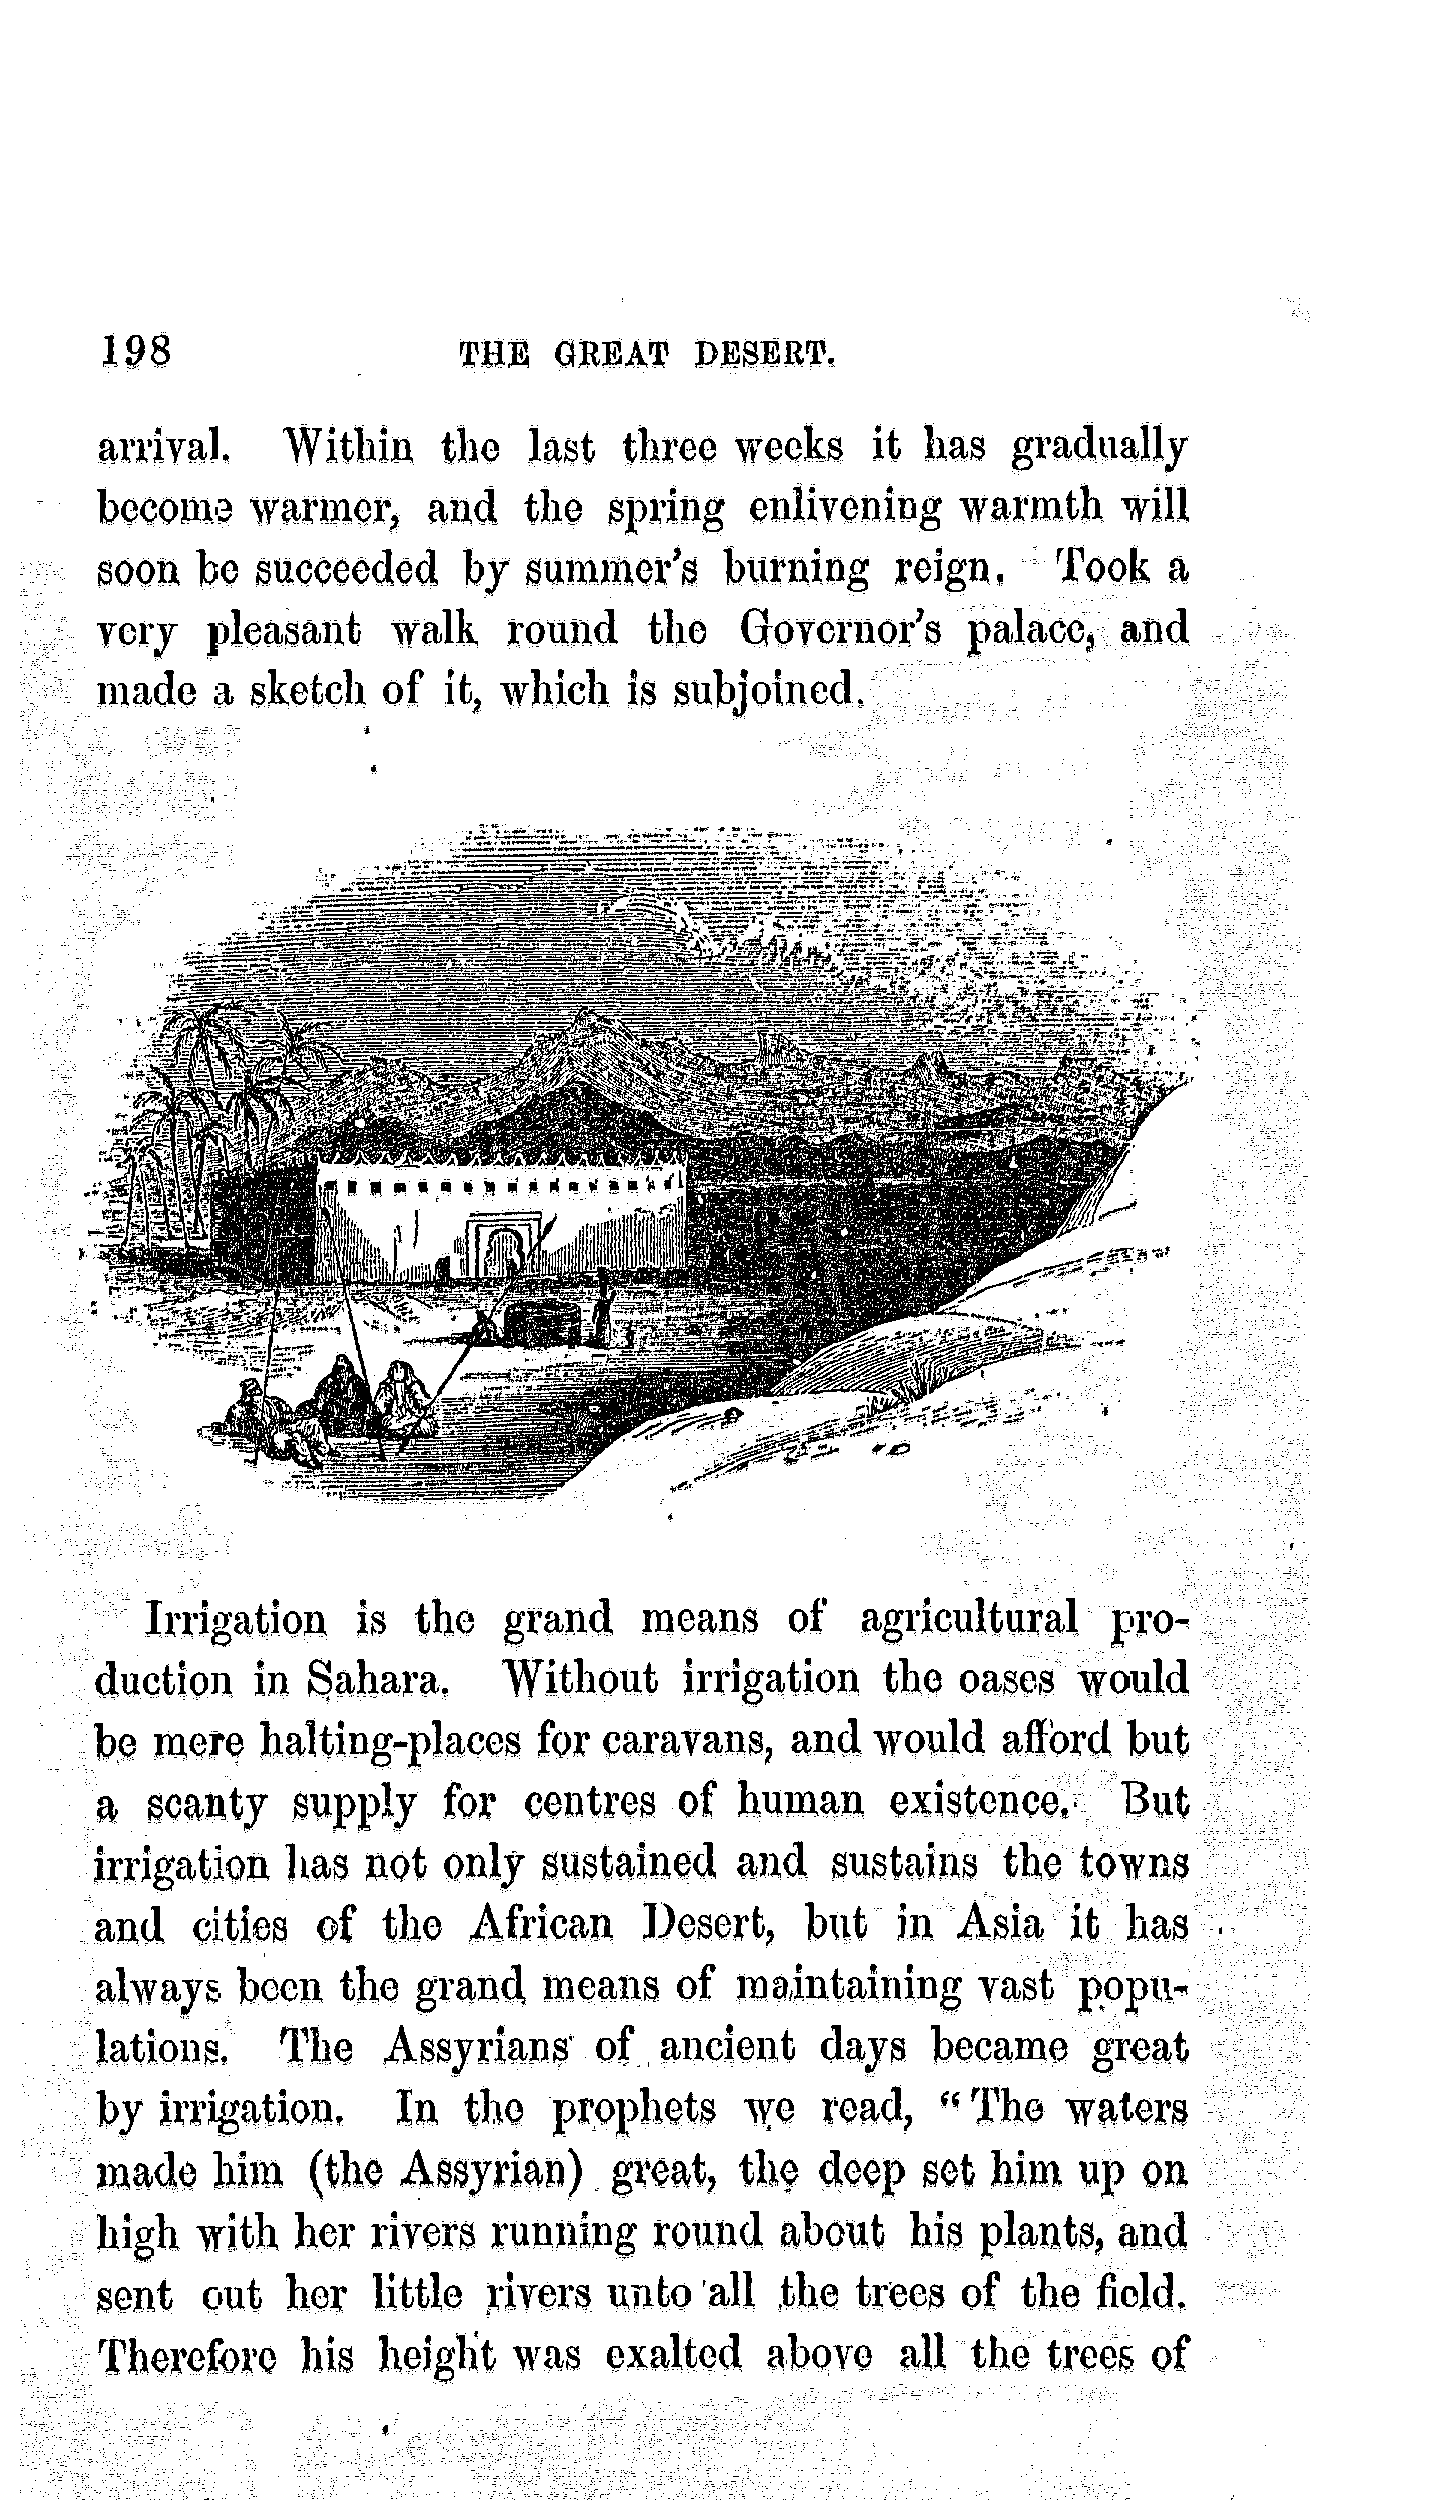 198 THE GREAT DESERT.
arrival. Within the last three weeks it has gradually
become warmer, and the spring enlivening warmth will
soon be succeeded by summer's burning reign. Took a
very pleasant walk round the Governor's palace, and
made a sketch of it, which is subjoined.
Irrigation is the grand means of agricultural pro-
duction in Sahara. Without irrigation the oases would
be mere halting-places for caravans, and would afford but
a scanty supply for centres of human existence. But
irrigation has not only sustained and sustains the towns
and cities of the African Desert, but in Asia it has
always been the grand means of maintaining vast popu-
lations. The Assyrians of ancient days became great
by irrigation. In the prophets we read, “The waters
made him (the Assyrian) great, the deep set him up on
high with her rivers running round about his plants, and
sent out her little rivers unto all the trees of the field.
Therefore his height was exalted above all the trees of